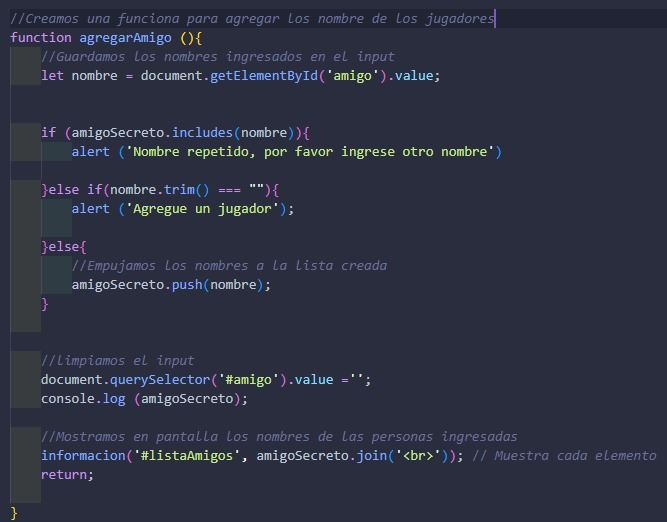 //Creamos una funciona para agregar los nombre de los jugadores
function agregarAmigo (){
//Guardamos los nombres ingresados en el input
let nombre = document.getElementById('amigo').value;
if (amigoSecreto.includes(nombre)){
alert ('Nombre repetido, por favor ingrese otro nombre')
}else if(nombre.trim() === ""){
alert ('Agregue un jugador');
}else{
//Empujamos los nombres a la lista creada
amigoSecreto.push(nombre);
}
//limpiamos el input
document.querySelector('#amigo').value ='';
console.log (amigoSecreto);
//Mostramos en pantalla los nombres de las personas ingresadas
informacion('#listaAmigos', amigoSecreto.join('<br>')); // Muestra cada elemento
return;
}